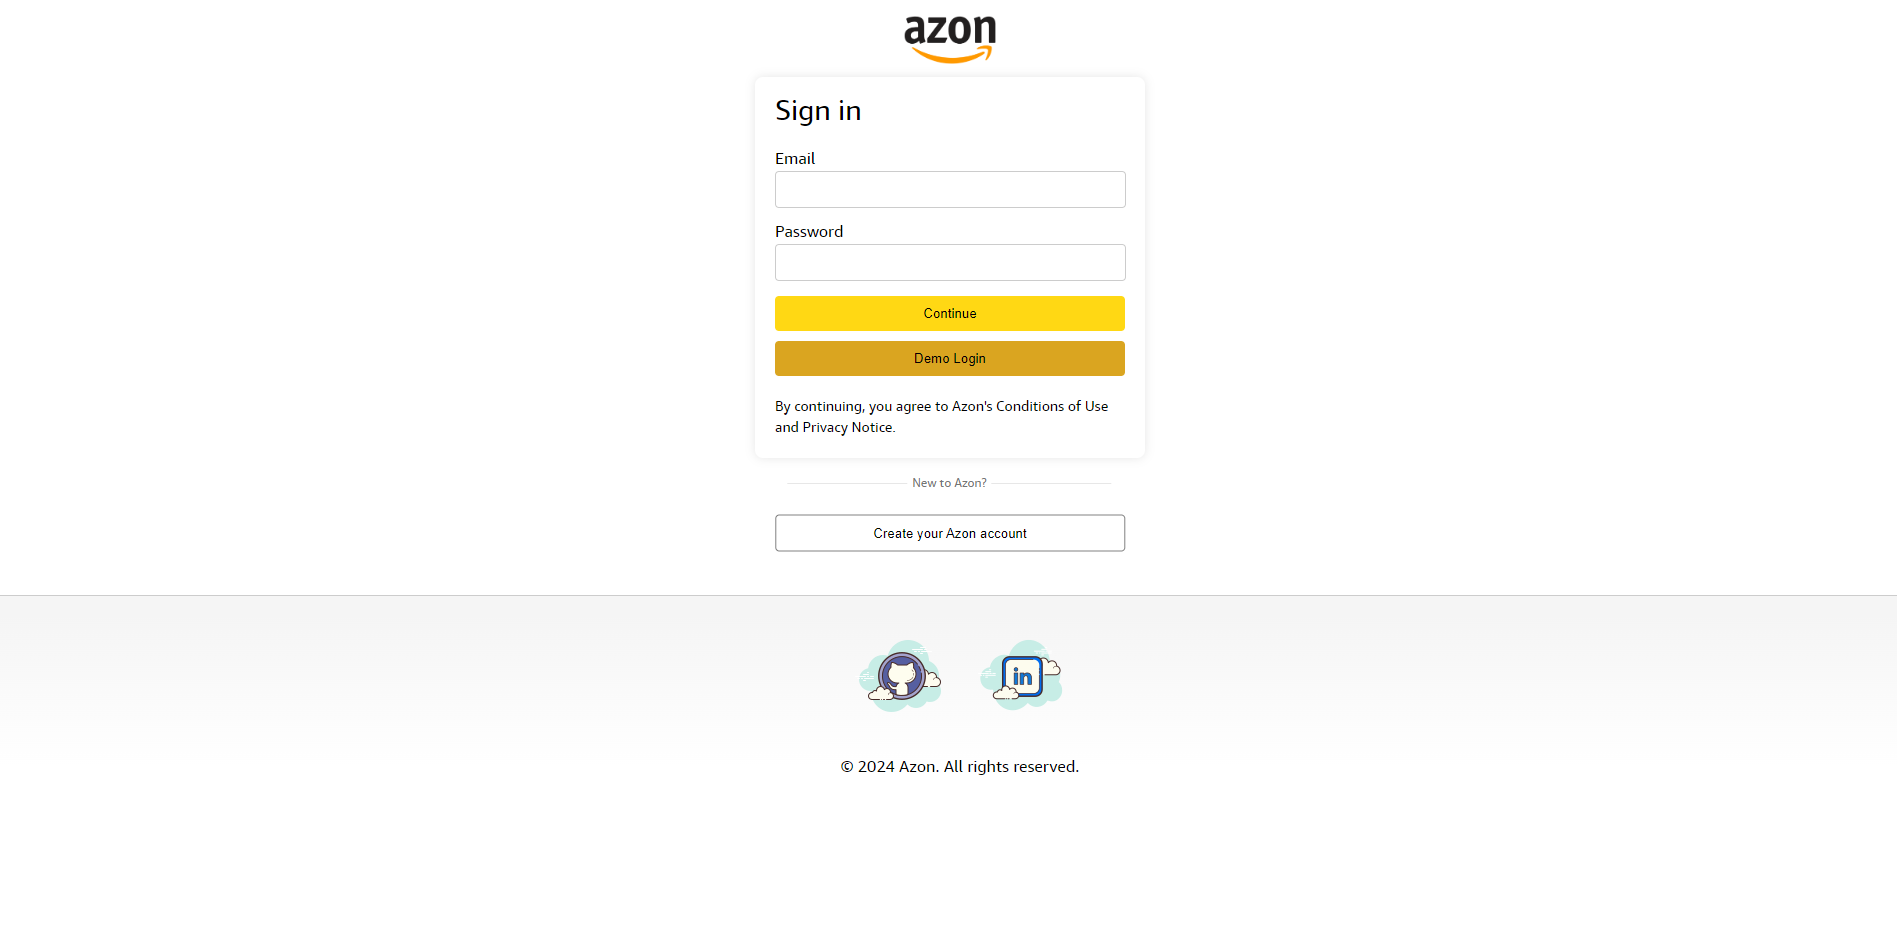 azon
Sign in
Email
Password
Continue
Demo Login
By continuing, you agree to Azon's Conditions of Use
and Privacy Notice.
New to Azon?
Create your Azon account
in
© 2024 Azon. All rights reserved.